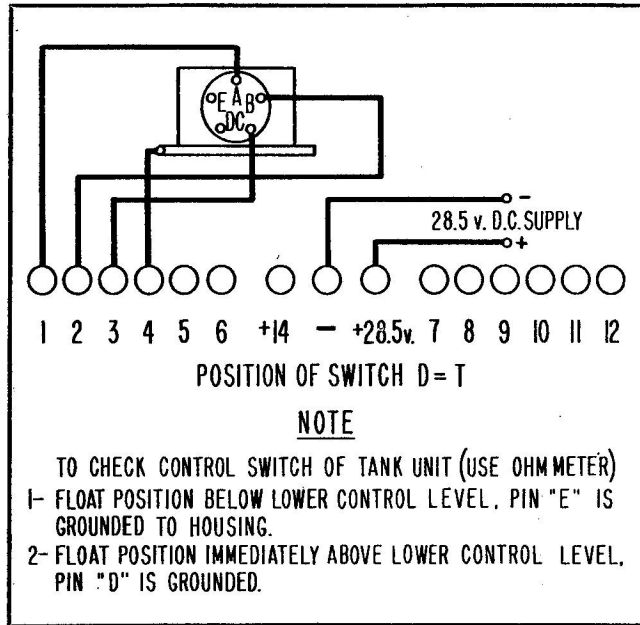 E A B
D C
-
28.5 v. D.C. SUPPLY
+
1 2 3 4 5 6 +14 - +28.5v. 7 8 9 10 11 12
POSITION OF SWITCH D = T
NOTE
TO CHECK CONTROL SWITCH OF TANK UNIT (USE OHMMETER)
1- FLOAT POSITION BELOW LOWER CONTROL LEVEL, PIN "E" IS
GROUNDED TO HOUSING.
2- FLOAT POSITION IMMEDIATELY ABOVE LOWER CONTROL LEVEL,
PIN "D" IS GROUNDED.